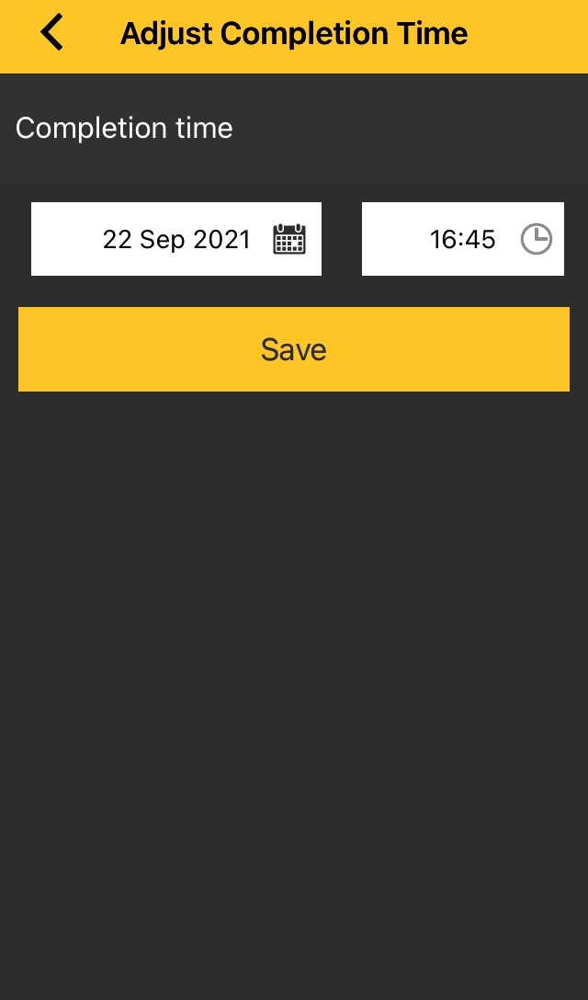 Adjust Completion Time
Completion time
22 Sep 2021 16:45
Save